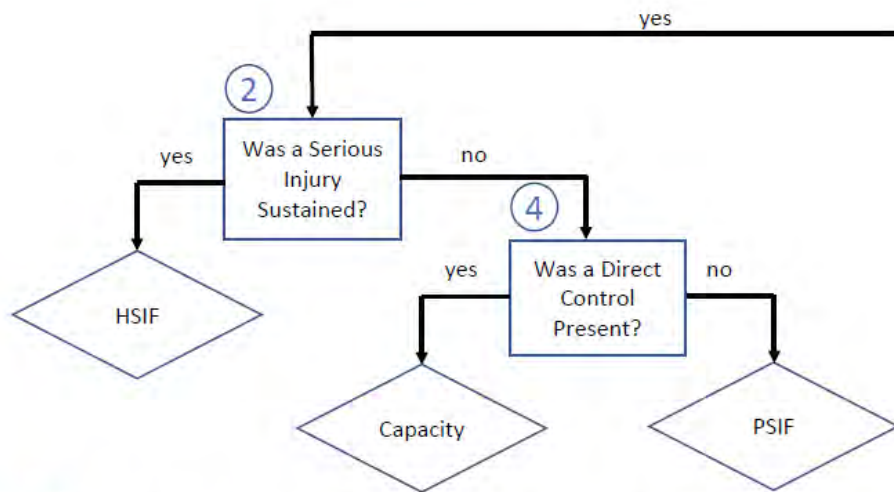 yes
2
Was a Serious
Injury
Sustained?
yes
no
4
HSIF
Was a Direct
Control
Present?
yes
no
Capacity
PSIF